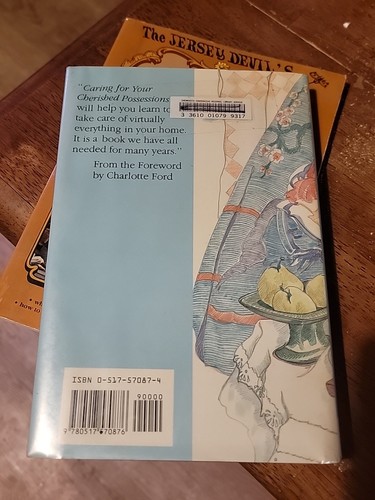 The JERSEY DEVIL'S
"Caring for Your
Cherished Possessions
will help you learn to
take care of virtually
everything in your home.
It is a book we have all
needed for many years."
From the Foreword
by Charlotte Ford
3 3610 01079 9317
ISBN 0-517-57087-4
90000
9 780517 570876
how to